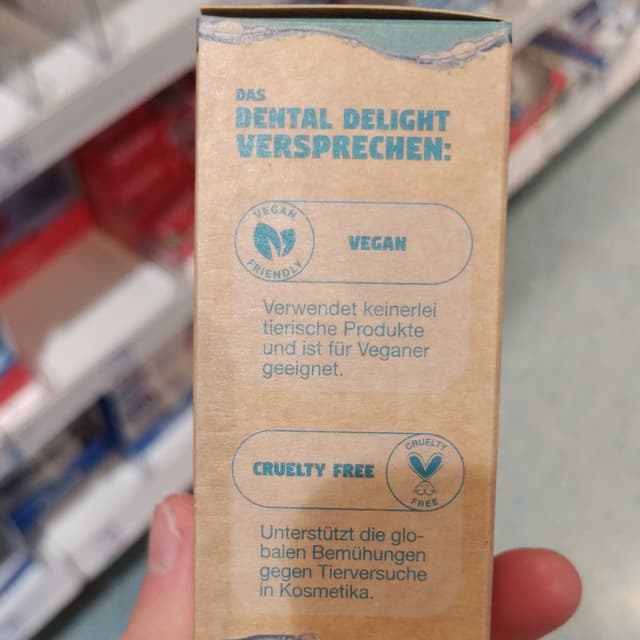 DAS
DENTAL DELIGHT
VERSPRECHEN:
VEGAN
FRIENDLY
VEGAN
Verwendet keinerlei
tierische Produkte
und ist für Veganer
geeignet.
CRUELTY FREE
CRUELTY
FREE
Unterstützt die glo-
balen Bemühungen
gegen Tierversuche
in Kosmetika.